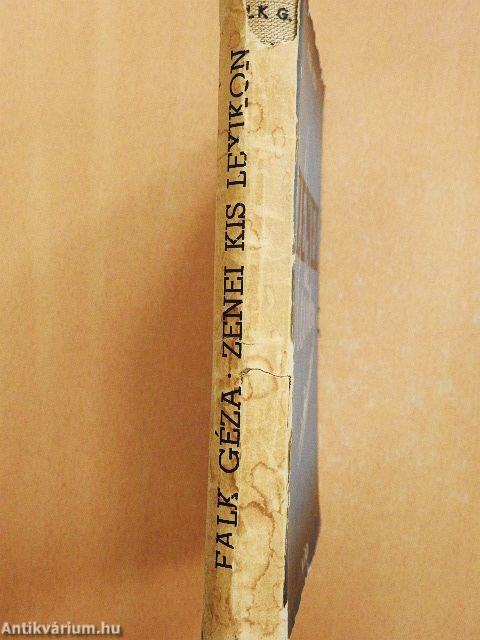 .K G.
FALK GÉZA · ZENEI KIS LEXIKON
Antikvárium.hu